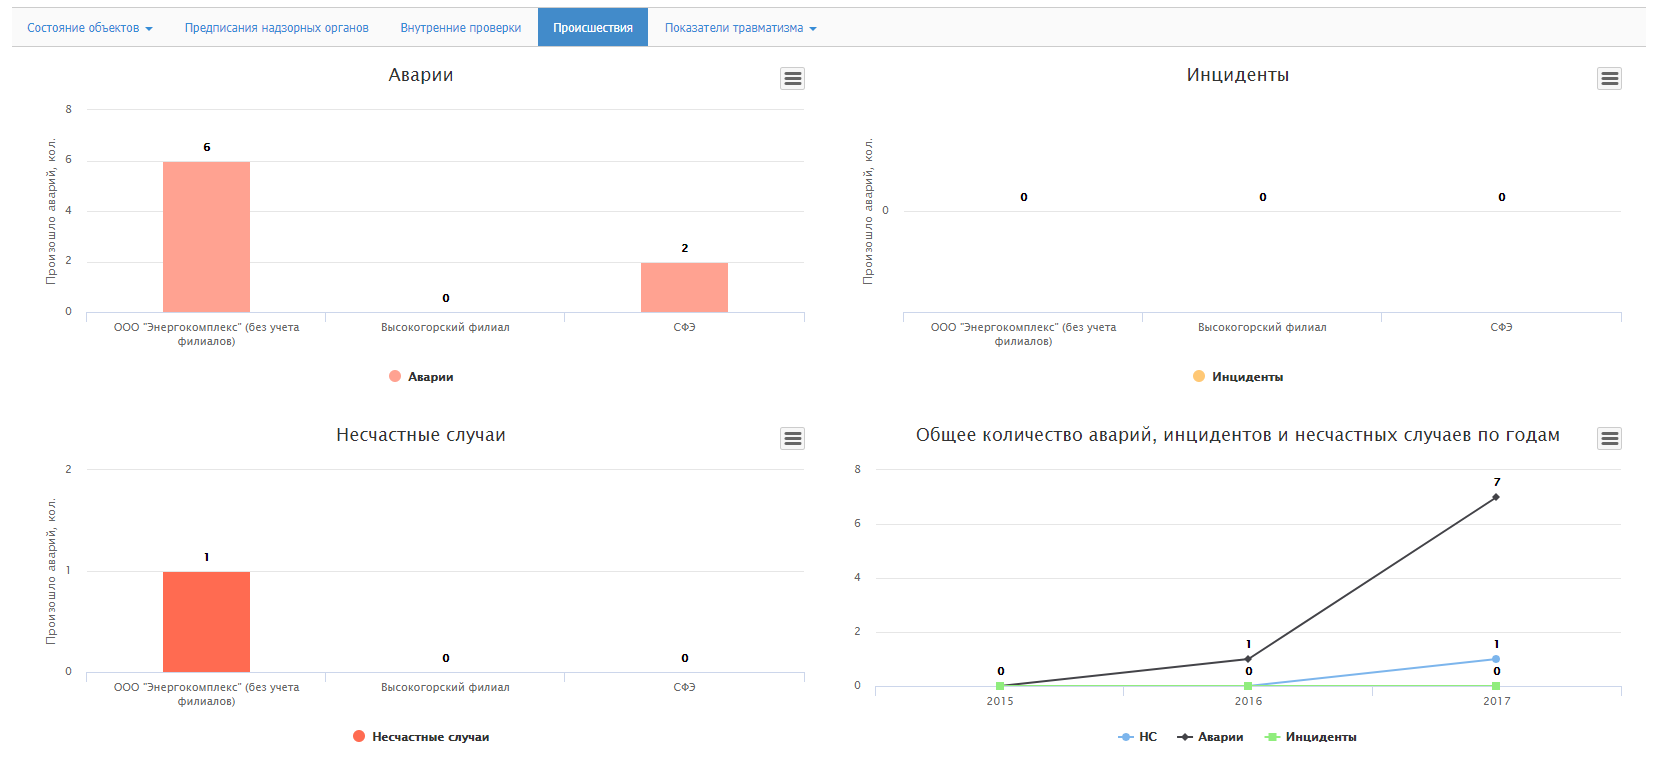 Состояние объектов
Предписания надзорных органов
Внутренние проверки
Происшествия
Показатели травматизма
Аварии
Произошло аварий, кол.
8
6
4
2
0
6
0
2
ООО "Энергокомплекс" (без учета
филиалов)
Высокогорский филиал
СФЭ
Аварии
Инциденты
Произошло аварий, кол.
0
0
0
0
ООО "Энергокомплекс" (без учета
филиалов)
Высокогорский филиал
СФЭ
Инциденты
Несчастные случаи
Произошло аварий, кол.
2
1
0
1
0
0
ООО "Энергокомплекс" (без учета
филиалов)
Высокогорский филиал
СФЭ
Несчастные случаи
Общее количество аварий, инцидентов и несчастных случаев по годам
8
6
4
2
0
0
1
0
7
1
0
2015
2016
2017
НС
Аварии
Инциденты